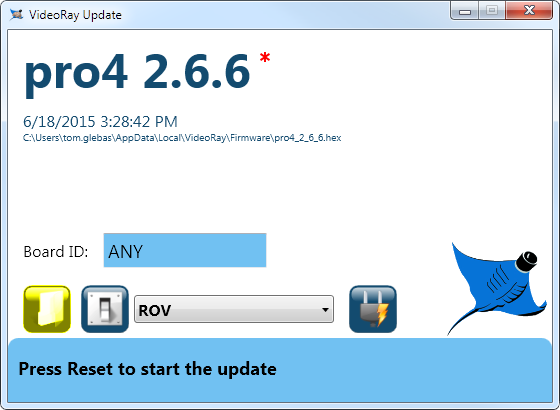 VideoRay Update
pro4 2.6.6 *
6/18/2015 3:28:42 PM
C:\Users\tom.glebas\AppData\Local\VideoRay\Firmware\pro4_2_6_6.hex
Board ID: ANY
ROV
Press Reset to start the update